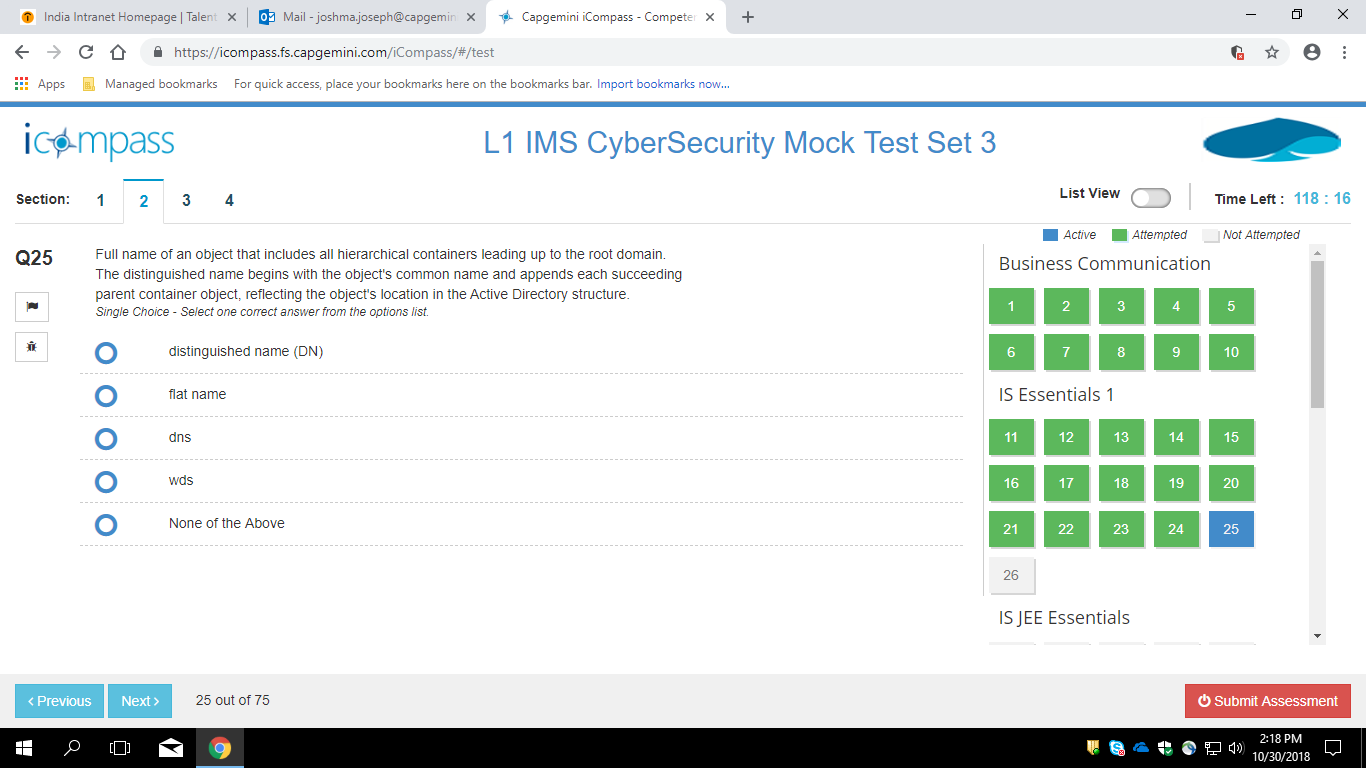 India Intranet Homepage | Talent
Mail - joshma.joseph@capgemin
Capgemini iCompass - Competen
https://icompass.fs.capgemini.com/iCompass/#/test
Apps
Managed bookmarks
For quick access, place your bookmarks here on the bookmarks bar. Import bookmarks now...
icompass
L1 IMS CyberSecurity Mock Test Set 3
Section: 1 2 3 4
List View
Time Left : 118 : 16
Active Attempted Not Attempted
Q25
Full name of an object that includes all hierarchical containers leading up to the root domain.
The distinguished name begins with the object's common name and appends each succeeding
parent container object, reflecting the object's location in the Active Directory structure.
Single Choice - Select one correct answer from the options list.
distinguished name (DN)
flat name
dns
wds
None of the Above
Business Communication
1 2 3 4 5
6 7 8 9 10
IS Essentials 1
11 12 13 14 15
16 17 18 19 20
21 22 23 24 25
26
IS JEE Essentials
‹ Previous
Next ›
25 out of 75
Submit Assessment
2:18 PM
10/30/2018